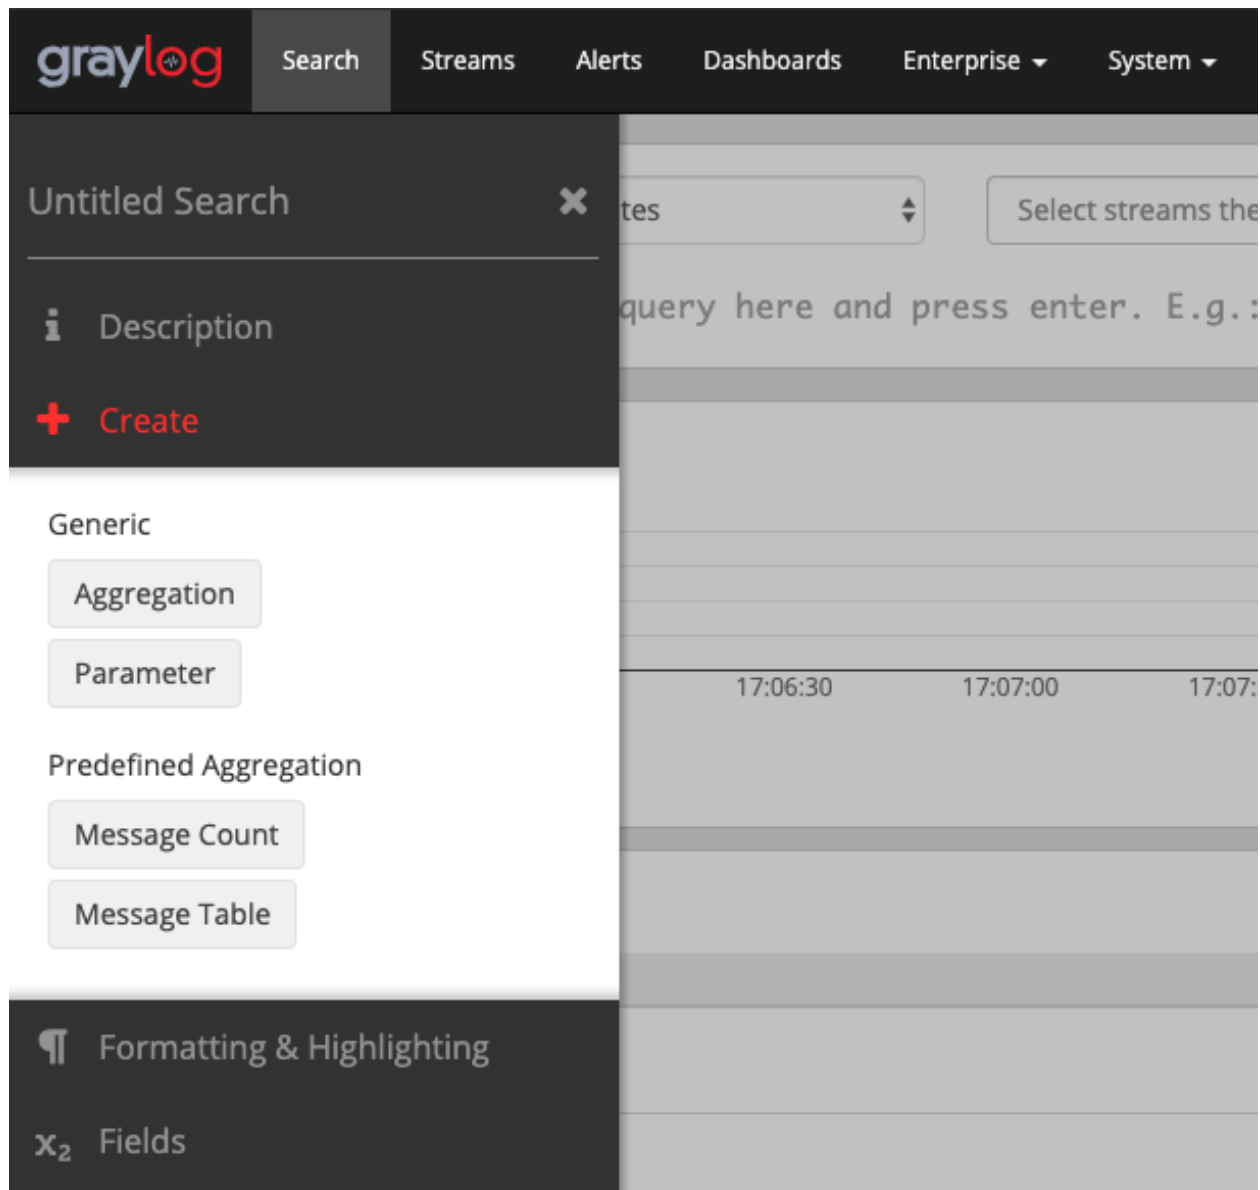 graylog Search Streams Alerts Dashboards Enterprise System
Untitled Search
tes
Select streams the
query here and press enter. E.g.:
Description
Create
Generic
Aggregation
Parameter
17:06:30 17:07:00 17:07:
Predefined Aggregation
Message Count
Message Table
Formatting & Highlighting
x₂ Fields